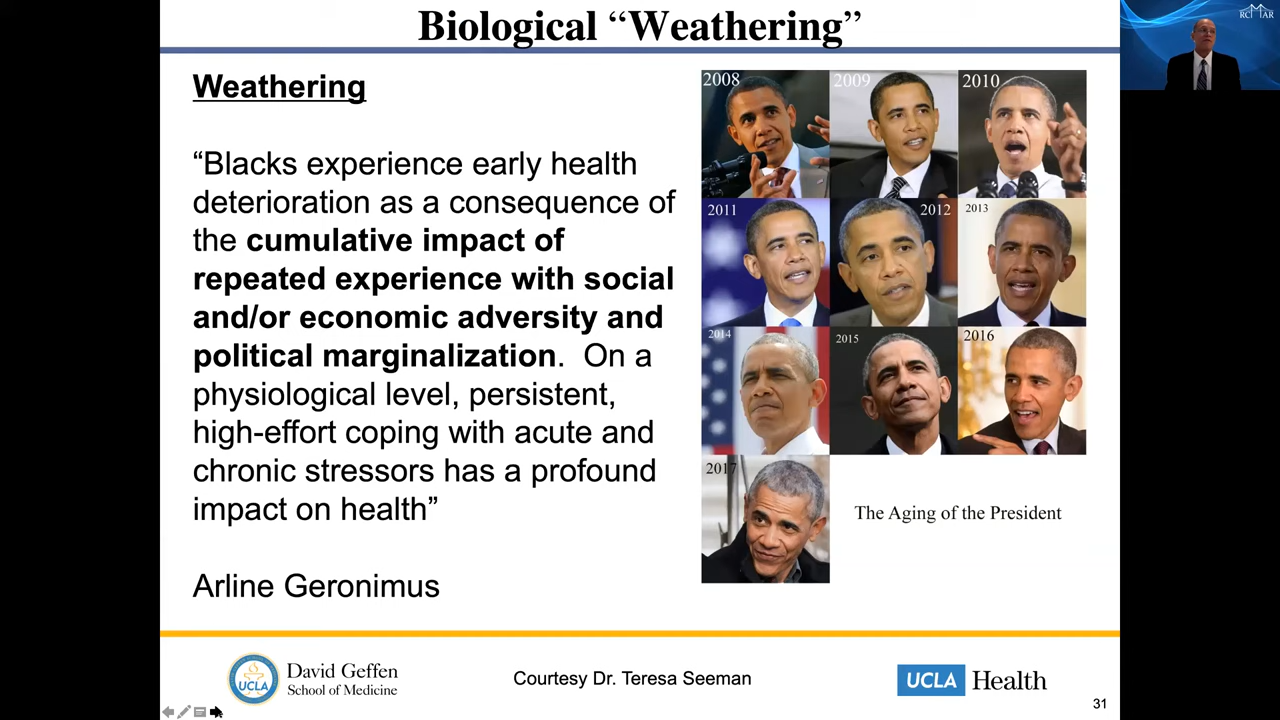 Biological “Weathering”
Weathering
“Blacks experience early health
deterioration as a consequence of
the cumulative impact of
repeated experience with social
and/or economic adversity and
political marginalization.  On a
physiological level, persistent,
high-effort coping with acute and
chronic stressors has a profound
impact on health”
Arline Geronimus
2008
2009
2010
2011
2012
2013
2014
2015
2016
2017
The Aging of the President
UCLA
David Geffen
School of Medicine
Courtesy Dr. Teresa Seeman
UCLA Health
31
RCMAR